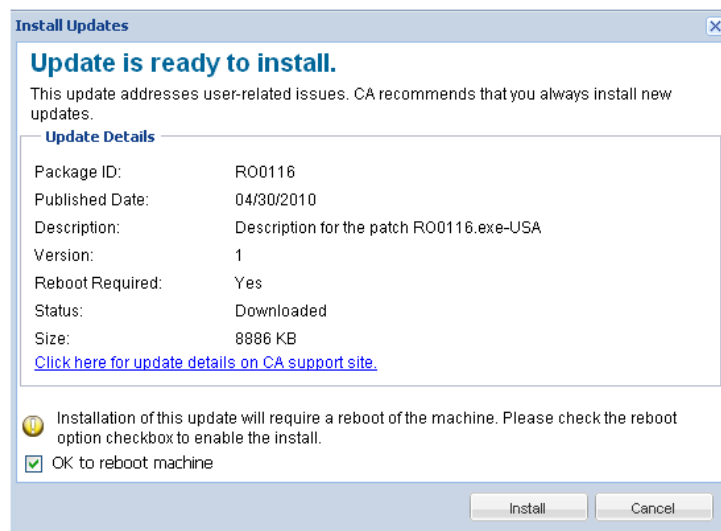 Install Updates
Update is ready to install.
This update addresses user-related issues. CA recommends that you always install new
updates.
Update Details
Package ID: RO0116
Published Date: 04/30/2010
Description: Description for the patch RO0116.exe-USA
Version: 1
Reboot Required: Yes
Status: Downloaded
Size: 8886 KB
Click here for update details on CA support site.
Installation of this update will require a reboot of the machine. Please check the reboot
option checkbox to enable the install.
OK to reboot machine
Install Cancel